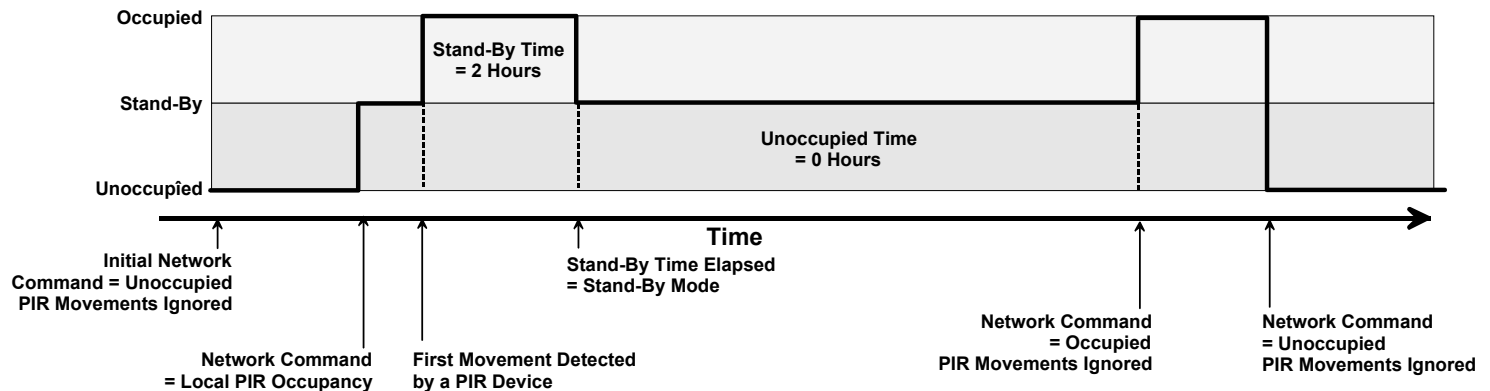 Occupied
Stand-By Time
= 2 Hours
Stand-By
Unoccupied Time
= 0 Hours
Unoccupîed
Time
Initial Network
Command = Unoccupied
PIR Movements Ignored
Network Command
= Local PIR Occupancy
First Movement Detected
by a PIR Device
Stand-By Time Elapsed
= Stand-By Mode
Network Command
= Occupied
PIR Movements Ignored
Network Command
= Unoccupied
PIR Movements Ignored